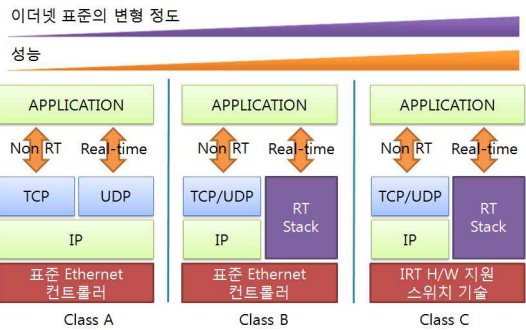 이더넷 표준의 변형 정도
성능
APPLICATION
Non RT Real-time
TCP UDP
IP
표준 Ethernet
컨트롤러
Class A
APPLICATION
Non RT Real-time
TCP/UDP
IP
RT
Stack
표준 Ethernet
컨트롤러
Class B
APPLICATION
Non RT Real-time
TCP/UDP
IP
RT
Stack
IRT H/W 지원
스위치 기술
Class C